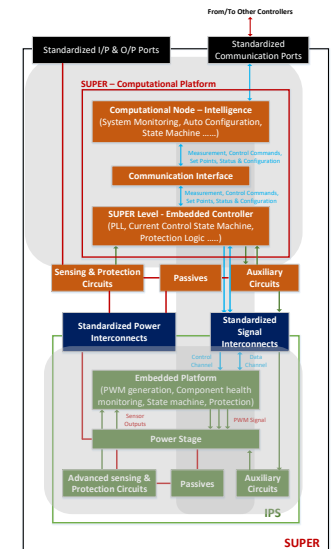 From/To Other Controllers
Standardized I/P & O/P Ports
Standardized
Communication Ports
SUPER – Computational Platform
Computational Node – Intelligence
(System Monitoring, Auto Configuration,
State Machine ......)
Measurement, Control Commands,
Set Points, Status & Configuration
Communication Interface
Measurement, Control Commands,
Set Points, Status & Configuration
SUPER Level - Embedded Controller
(PLL, Current Control State Machine,
Protection Logic .....)
Sensing & Protection
Circuits
Passives
Auxiliary
Circuits
Standardized Power
Interconnects
Standardized
Signal
Interconnects
Control
Channel
Data
Channel
Embedded Platform
(PWM generation, Component health
monitoring, State machine, Protection)
Sensor
Outputs
PWM Signal
Power Stage
Advanced sensing &
Protection Circuits
Passives
Auxiliary
Circuits
IPS
SUPER